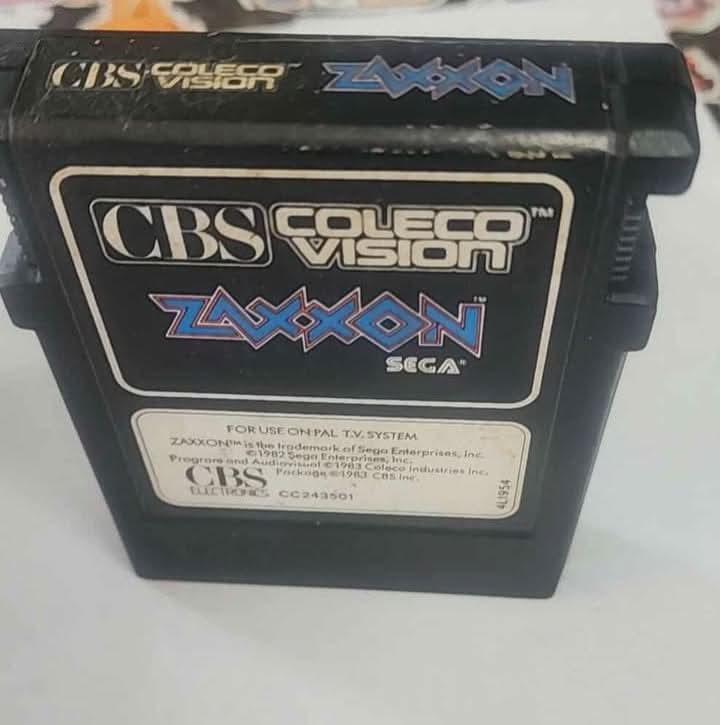 CBS COLECO VISION ZAXXON
CBS COLECO VISION™
ZAXXON™
SEGA®
FOR USE ON PAL T.V. SYSTEM
ZAXXON™ is the trademark of Sega Enterprises, Inc.
©1982 Sega Enterprises, Inc.
Program and Audiovisual ©1983 Coleco Industries Inc.
Package ©1983 CBS Inc.
CBS
ELECTRONICS CC243501
4L1954